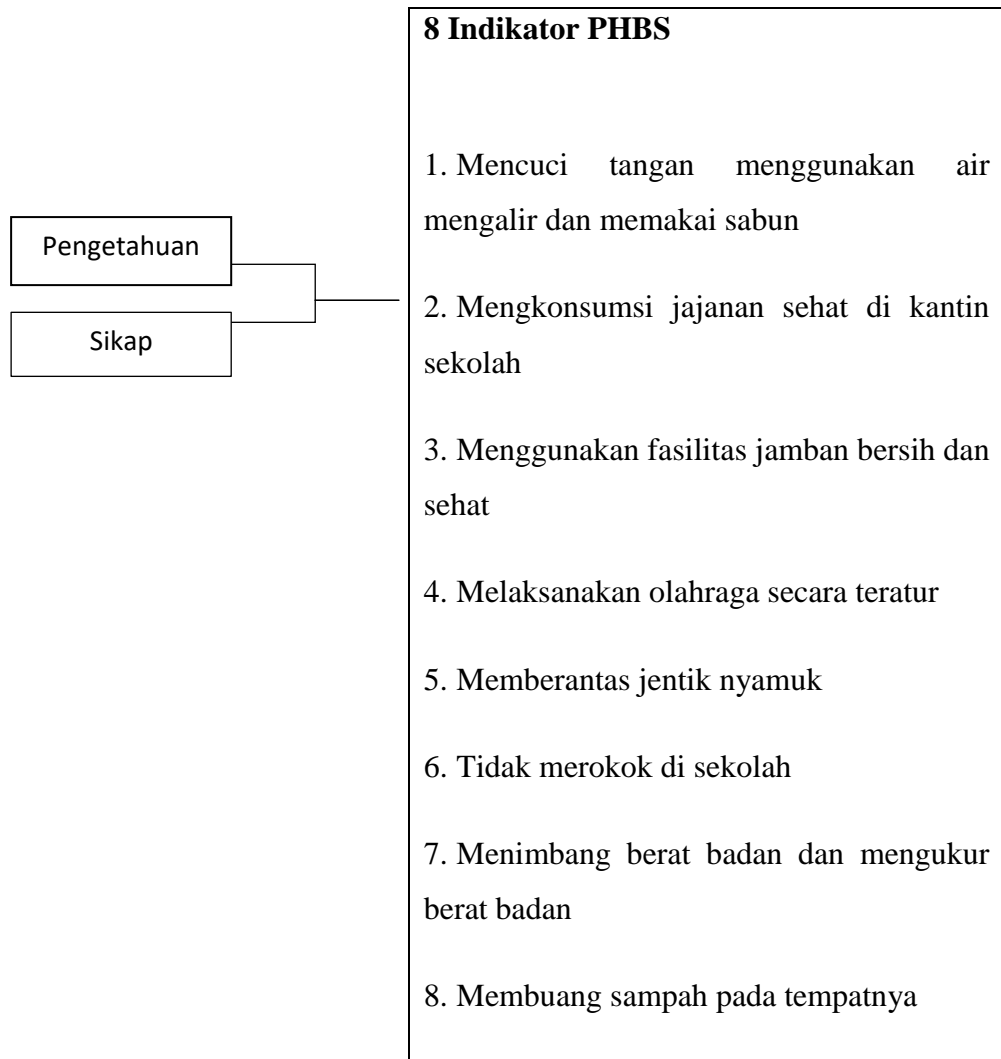 8 Indikator PHBS
1. Mencuci tangan menggunakan air
mengalir dan memakai sabun
Pengetahuan
Sikap
2. Mengkonsumsi jajanan sehat di kantin
sekolah
3. Menggunakan fasilitas jamban bersih dan
sehat
4. Melaksanakan olahraga secara teratur
5. Memberantas jentik nyamuk
6. Tidak merokok di sekolah
7. Menimbang berat badan dan mengukur
berat badan
8. Membuang sampah pada tempatnya